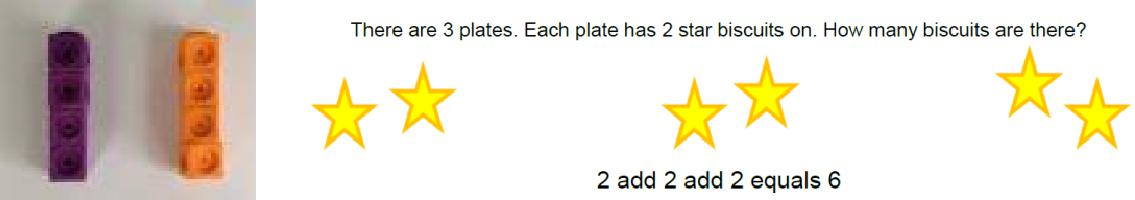 There are 3 plates. Each plate has 2 star biscuits on. How many biscuits are there?
2 add 2 add 2 equals 6